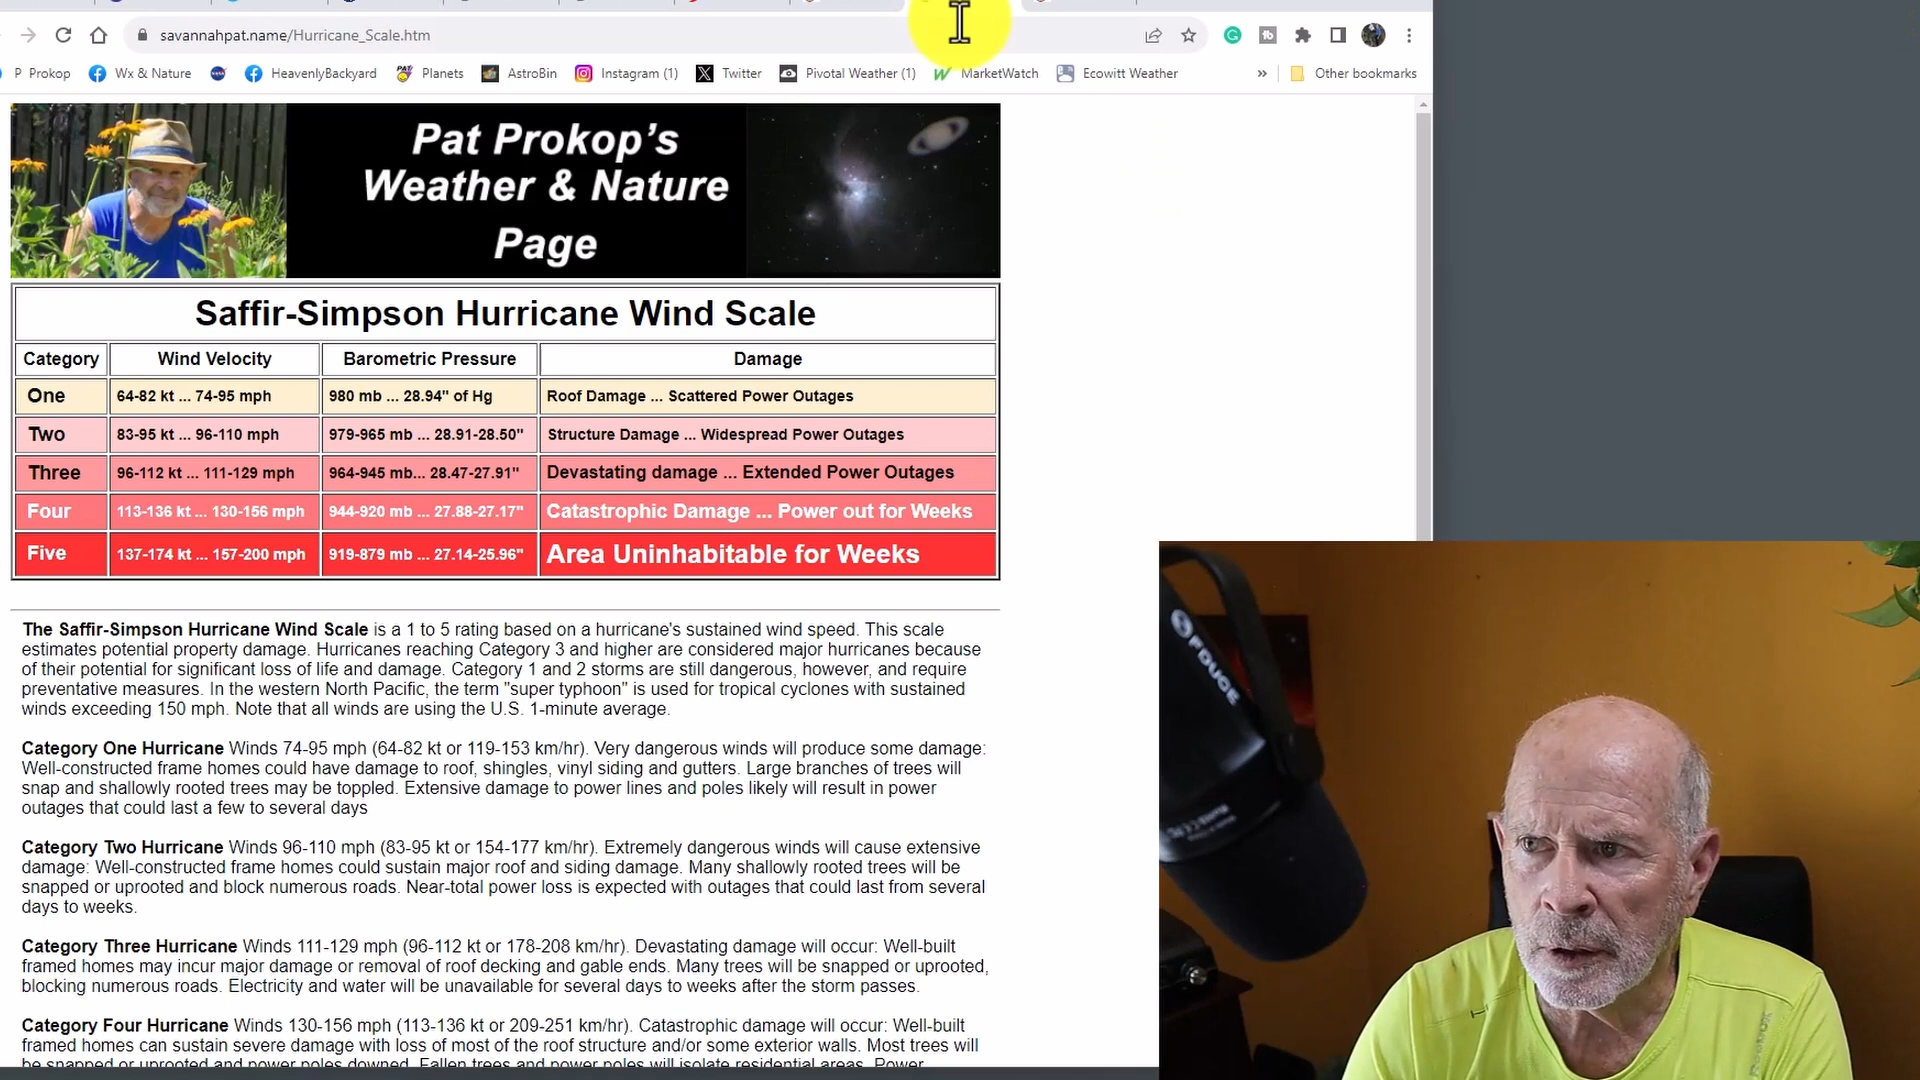 savannahpat.name/Hurricane_Scale.htm
P Prokop Wx & Nature HeavenlyBackyard Planets AstroBin Instagram (1) X Twitter Pivotal Weather (1) MarketWatch Ecowitt Weather » Other bookmarks
Pat Prokop's
Weather & Nature
Page
Saffir-Simpson Hurricane Wind Scale
Category Wind Velocity Barometric Pressure Damage
One 64-82 kt ... 74-95 mph 980 mb ... 28.94" of Hg Roof Damage ... Scattered Power Outages
Two 83-95 kt ... 96-110 mph 979-965 mb ... 28.91-28.50" Structure Damage ... Widespread Power Outages
Three 96-112 kt ... 111-129 mph 964-945 mb... 28.47-27.91" Devastating damage ... Extended Power Outages
Four 113-136 kt ... 130-156 mph 944-920 mb ... 27.88-27.17" Catastrophic Damage ... Power out for Weeks
Five 137-174 kt ... 157-200 mph 919-879 mb ... 27.14-25.96" Area Uninhabitable for Weeks
The Saffir-Simpson Hurricane Wind Scale is a 1 to 5 rating based on a hurricane's sustained wind speed. This scale
estimates potential property damage. Hurricanes reaching Category 3 and higher are considered major hurricanes because
of their potential for significant loss of life and damage. Category 1 and 2 storms are still dangerous, however, and require
preventative measures. In the western North Pacific, the term "super typhoon" is used for tropical cyclones with sustained
winds exceeding 150 mph. Note that all winds are using the U.S. 1-minute average.
Category One Hurricane Winds 74-95 mph (64-82 kt or 119-153 km/hr). Very dangerous winds will produce some damage:
Well-constructed frame homes could have damage to roof, shingles, vinyl siding and gutters. Large branches of trees will
snap and shallowly rooted trees may be toppled. Extensive damage to power lines and poles likely will result in power
outages that could last a few to several days
Category Two Hurricane Winds 96-110 mph (83-95 kt or 154-177 km/hr). Extremely dangerous winds will cause extensive
damage: Well-constructed frame homes could sustain major roof and siding damage. Many shallowly rooted trees will be
snapped or uprooted and block numerous roads. Near-total power loss is expected with outages that could last from several
days to weeks.
Category Three Hurricane Winds 111-129 mph (96-112 kt or 178-208 km/hr). Devastating damage will occur: Well-built
framed homes may incur major damage or removal of roof decking and gable ends. Many trees will be snapped or uprooted,
blocking numerous roads. Electricity and water will be unavailable for several days to weeks after the storm passes.
Category Four Hurricane Winds 130-156 mph (113-136 kt or 209-251 km/hr). Catastrophic damage will occur: Well-built
framed homes can sustain severe damage with loss of most of the roof structure and/or some exterior walls. Most trees will
be snapped or uprooted and power poles downed. Fallen trees and power poles will isolate residential areas. Power
FDUCE